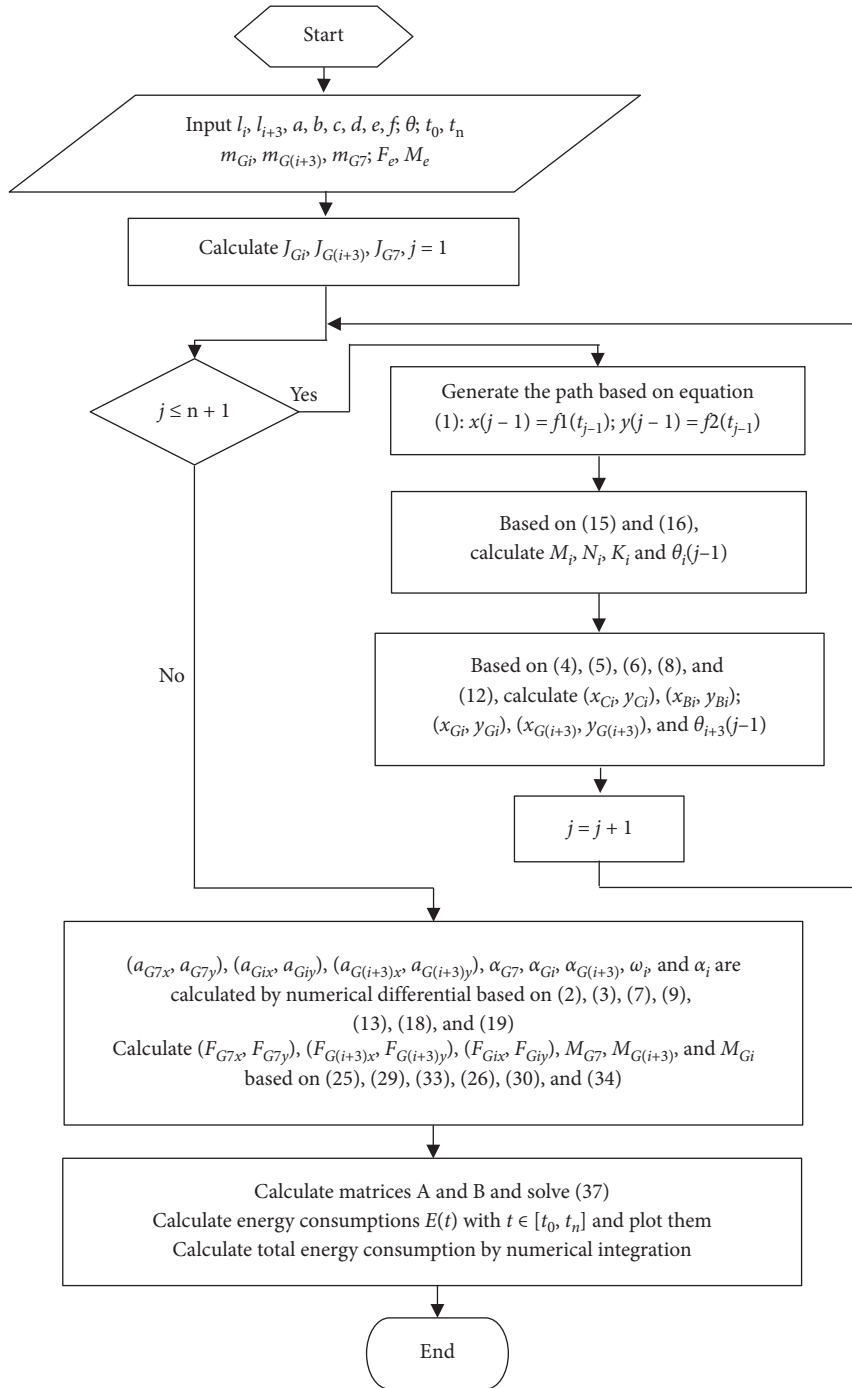 Start
Input l_i, l_{i+3}, a, b, c, d, e, f; θ; t_0, t_n
m_{Gi}, m_{G(i+3)}, m_{G7}; F_e, M_e
Calculate J_{Gi}, J_{G(i+3)}, J_{G7}, j = 1
j ≤ n + 1
Yes
Generate the path based on equation
(1): x(j – 1) = f1(t_{j–1}); y(j – 1) = f2(t_{j–1})
Based on (15) and (16),
calculate M_i, N_i, K_i and θ_i(j–1)
No
Based on (4), (5), (6), (8), and
(12), calculate (x_{Ci}, y_{Ci}), (x_{Bi}, y_{Bi});
(x_{Gi}, y_{Gi}), (x_{G(i+3)}, y_{G(i+3)}), and θ_{i+3}(j–1)
j = j + 1
(a_{G7x}, a_{G7y}), (a_{Gix}, a_{Giy}), (a_{G(i+3)x}, a_{G(i+3)y}), α_{G7}, α_{Gi}, α_{G(i+3)}, ω_i, and α_i are
calculated by numerical differential based on (2), (3), (7), (9),
(13), (18), and (19)
Calculate (F_{G7x}, F_{G7y}), (F_{G(i+3)x}, F_{G(i+3)y}), (F_{Gix}, F_{Giy}), M_{G7}, M_{G(i+3)}, and M_{Gi}
based on (25), (29), (33), (26), (30), and (34)
Calculate matrices A and B and solve (37)
Calculate energy consumptions E(t) with t ∈ [t_0, t_n] and plot them
Calculate total energy consumption by numerical integration
End